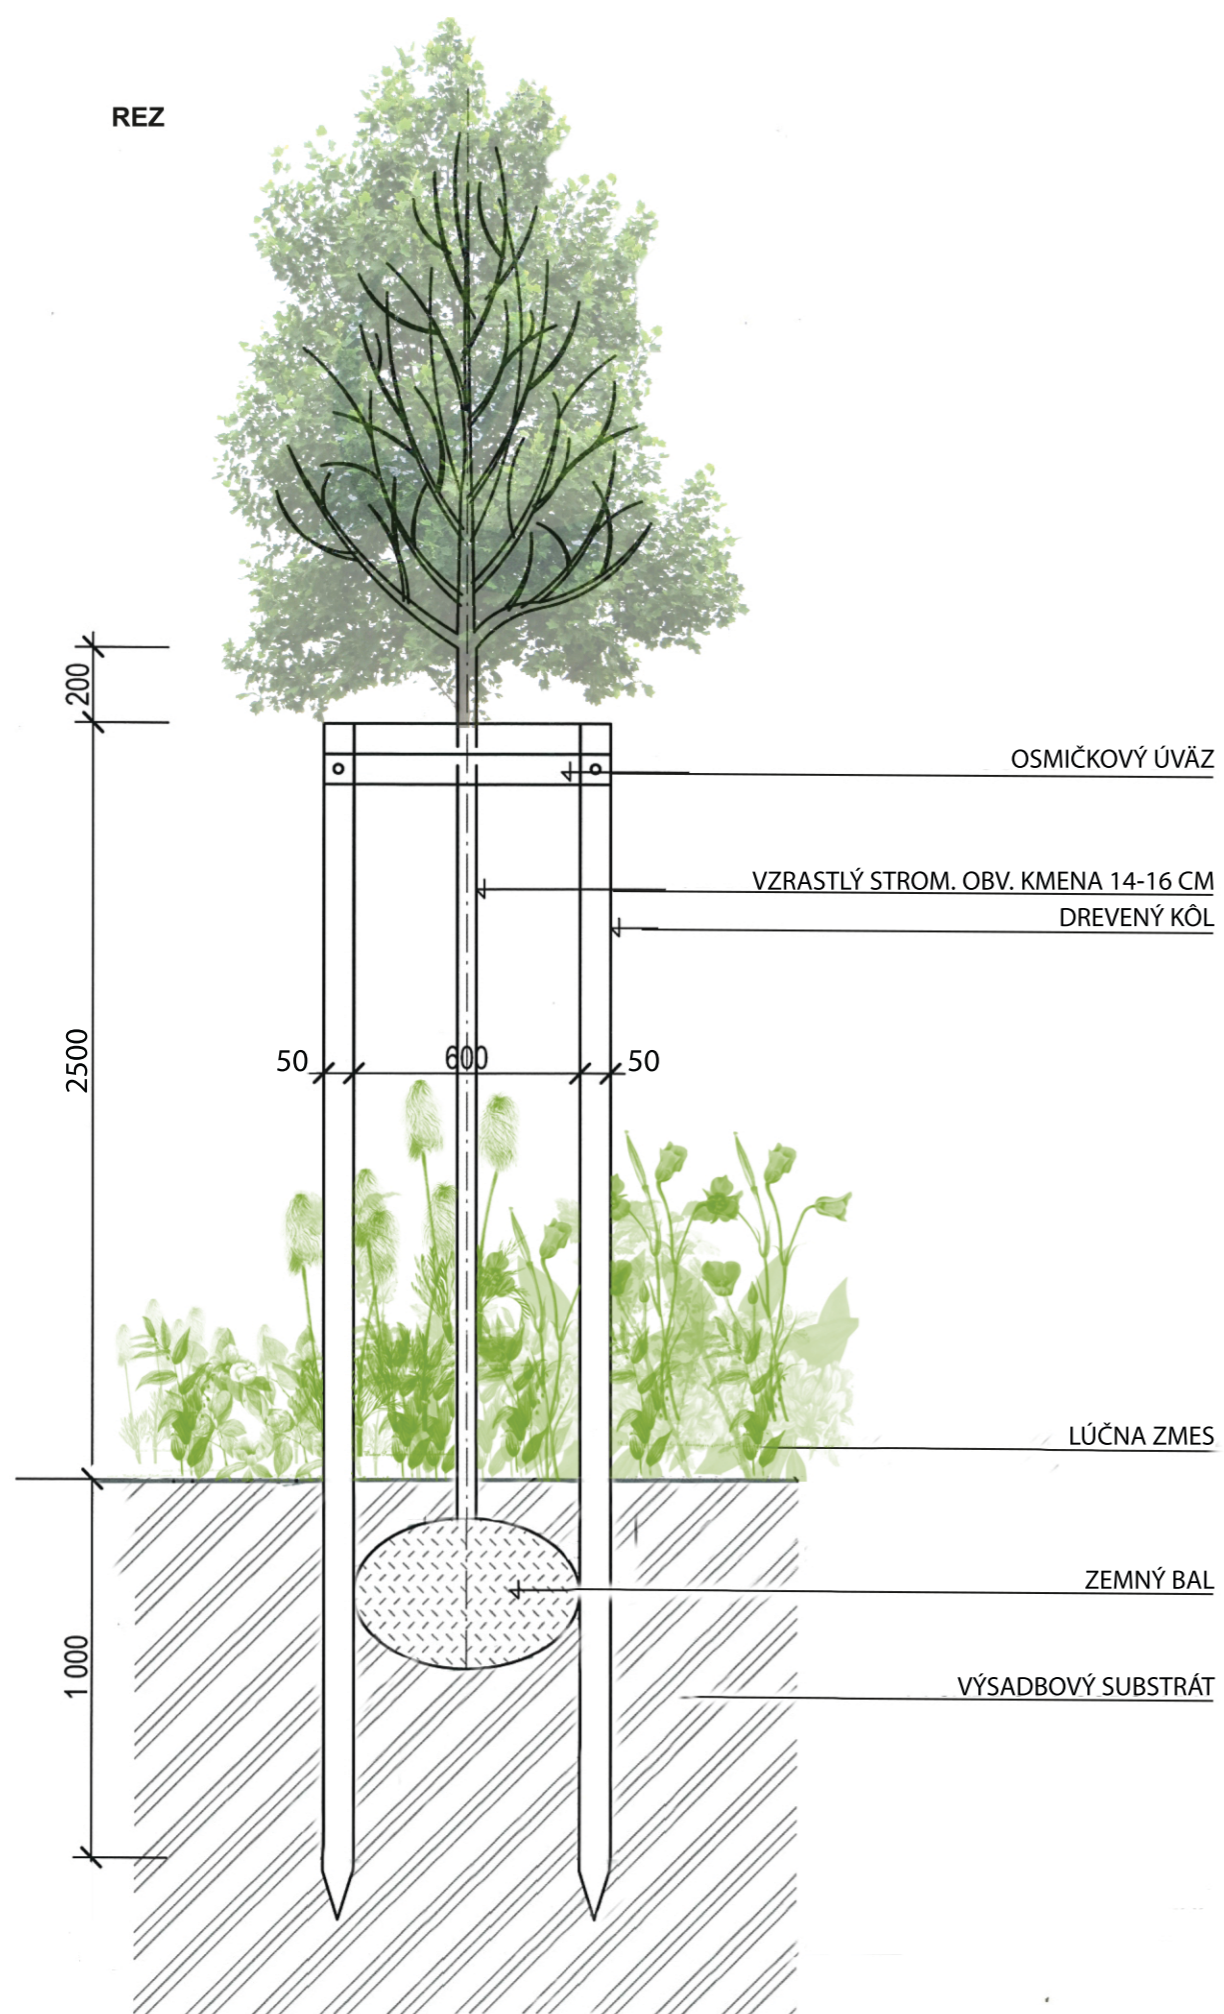 REZ
200
OSMIČKOVÝ ÚVÄZ
VZRASTLÝ STROM. OBV. KMENA 14-16 CM
DREVENÝ KÔL
2500
50
600
50
LÚČNA ZMES
ZEMNÝ BAL
1 000
VÝSADBOVÝ SUBSTRÁT